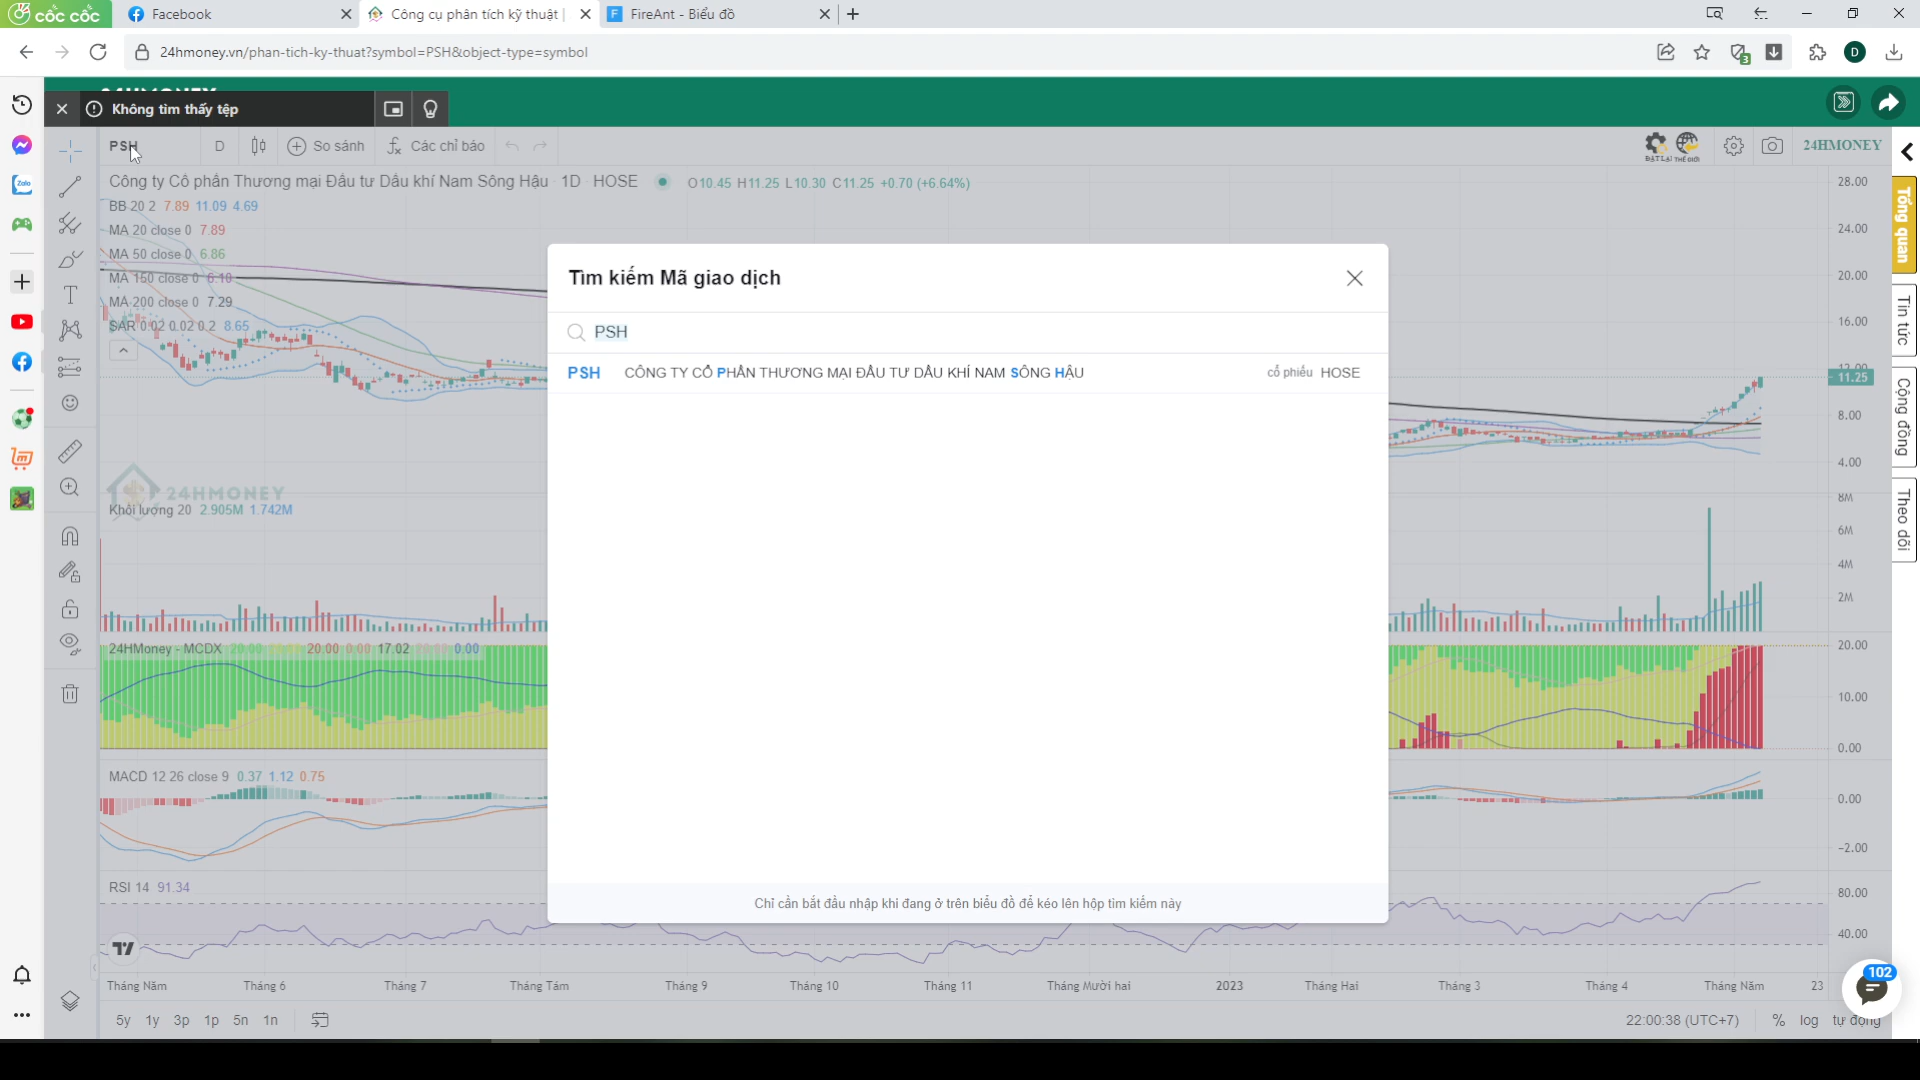 cốc cốc
Facebook
Công cụ phân tích kỹ thuật
FireAnt - Biểu đồ
24hmoney.vn/phan-tich-ky-thuat?symbol=PSH&object-type=symbol
3
D
Không tìm thấy tệp
PSH
D
So sánh
Các chỉ báo
ĐẶT LẠI
THẾ GIỚI
24HMONEY
Công ty Cổ phần Thương mại Đầu tư Dầu khí Nam Sông Hậu 1D HOSE
O10.45 H11.25 L10.30 C11.25 +0.70 (+6.64%)
BB 20 2 7.89 11.09 4.69
MA 20 close 0 7.89
MA 50 close 0 6.86
MA 150 close 0 6.18
MA 200 close 0 7.29
SAR 0.02 0.02 0.2 8.65
Zalo
Tìm kiếm Mã giao dịch
PSH
PSH CÔNG TY CỔ PHẦN THƯƠNG MẠI ĐẦU TƯ DẦU KHÍ NAM SÔNG HẬU cổ phiếu HOSE
Chỉ cần bắt đầu nhập khi đang ở trên biểu đồ để kéo lên hộp tìm kiếm này
28.00
24.00
20.00
16.00
11.25
8.00
4.00
Tổng quan
Tin tức
Cộng đồng
Theo dõi
24HMONEY
Khối lượng 20 2.905M 1.742M
8M
6M
4M
2M
24HMoney - MCDX 20.00 20.00 0.00 17.02 0.00
20.00
10.00
0.00
MACD 12 26 close 9 0.37 1.12 0.75
0.00
−2.00
RSI 14 91.34
80.00
40.00
Tháng Năm
Tháng 6
Tháng 7
Tháng Tám
Tháng 9
Tháng 10
Tháng 11
Tháng Mười hai
2023
Tháng Hai
Tháng 3
Tháng 4
Tháng Năm
23
102
5y 1y 3p 1p 5n 1n
22:00:38 (UTC+7)
% log tự động